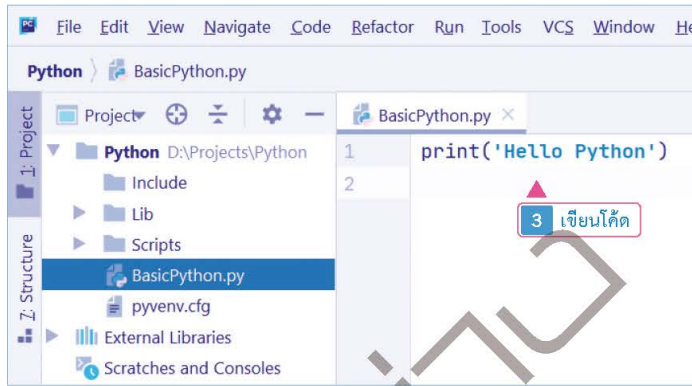 PC File Edit View Navigate Code Refactor Run Tools VCS Window He
Python BasicPython.py
1: Project
Project
BasicPython.py
Python D:\Projects\Python
1 print('Hello Python')
Include
2
Lib
3 เขียนโค้ด
Scripts
Z: Structure
BasicPython.py
pyvenv.cfg
External Libraries
Scratches and Consoles